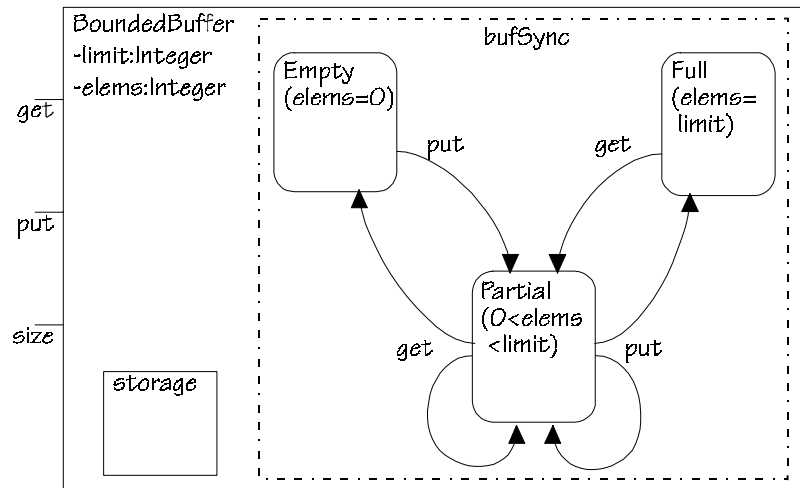 BoundedBuffer
-limit:Integer
-elems:Integer
get
put
size
storage
bufSync
Empty
(elems=0)
Full
(elems=
limit)
put
get
Partial
(0<elems
<limit)
get
put